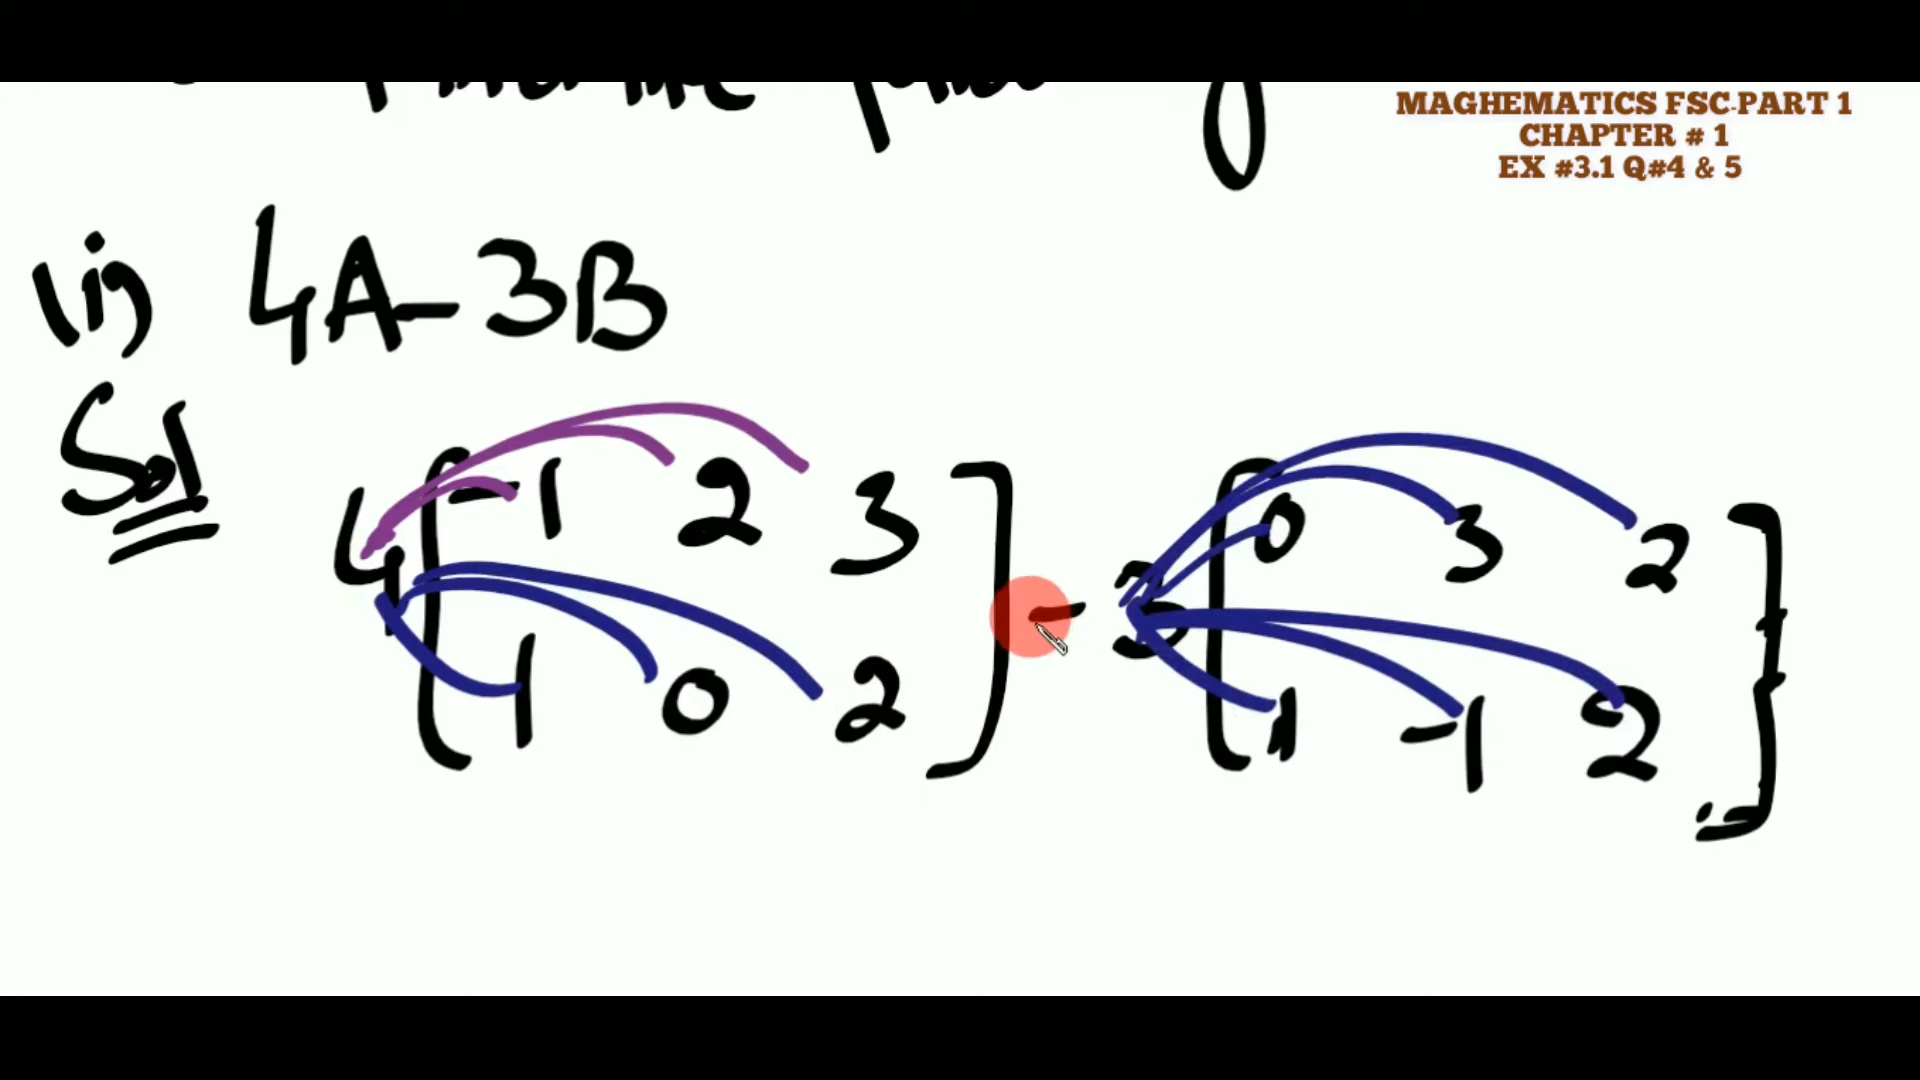 MAGHEMATICS FSC-PART 1
CHAPTER # 1
EX #3.1 Q#4 & 5
(i) 4A-3B
Sol
4[-1 2 3] - 3[0 3 2]
1 0 2 1 -1 2